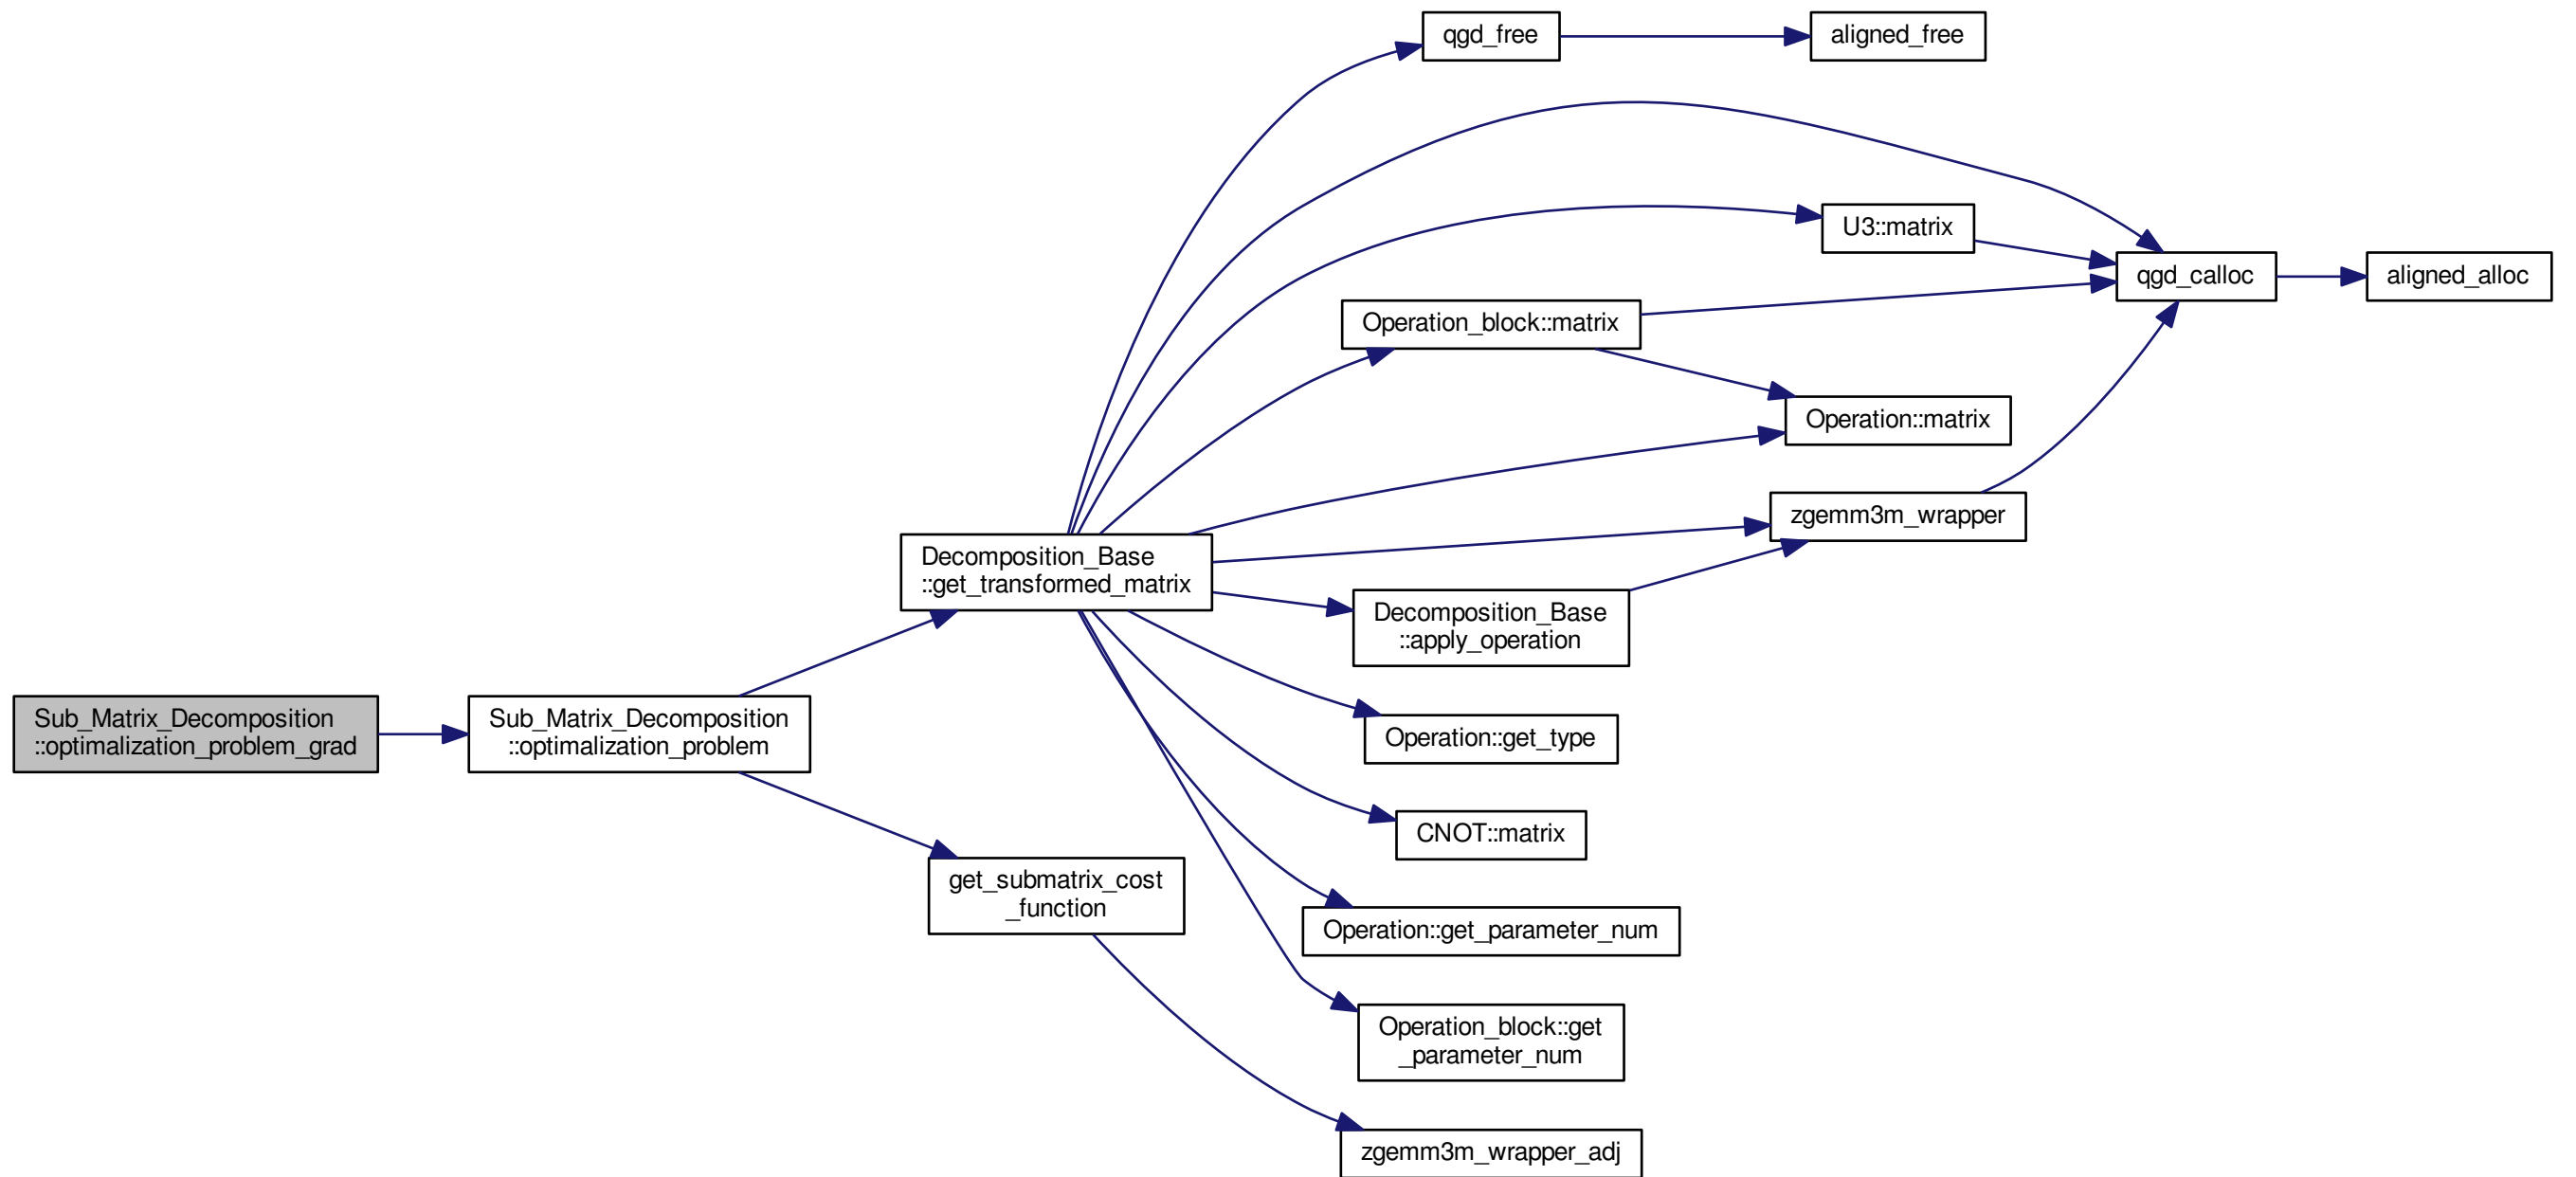 qgd_free
aligned_free
U3::matrix
qgd_calloc
aligned_alloc
Operation_block::matrix
Operation::matrix
zgemm3m_wrapper
Decomposition_Base
::get_transformed_matrix
Decomposition_Base
::apply_operation
Sub_Matrix_Decomposition
::optimalization_problem_grad
Sub_Matrix_Decomposition
::optimalization_problem
Operation::get_type
CNOT::matrix
get_submatrix_cost
_function
Operation::get_parameter_num
Operation_block::get
_parameter_num
zgemm3m_wrapper_adj